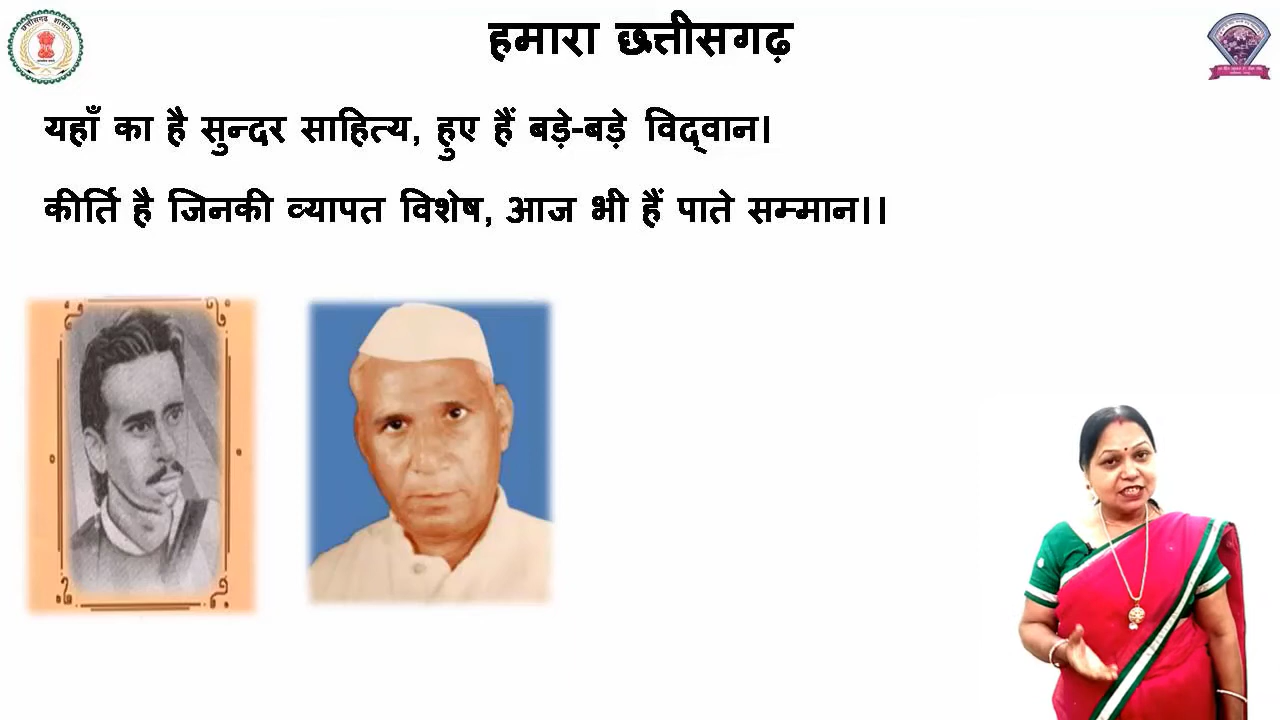 हमारा छत्तीसगढ़
यहाँ का है सुन्दर साहित्य, हुए हैं बड़े-बड़े विद्‌वान।
कीर्ति है जिनकी व्यापत विशेष, आज भी हैं पाते सम्मान।।